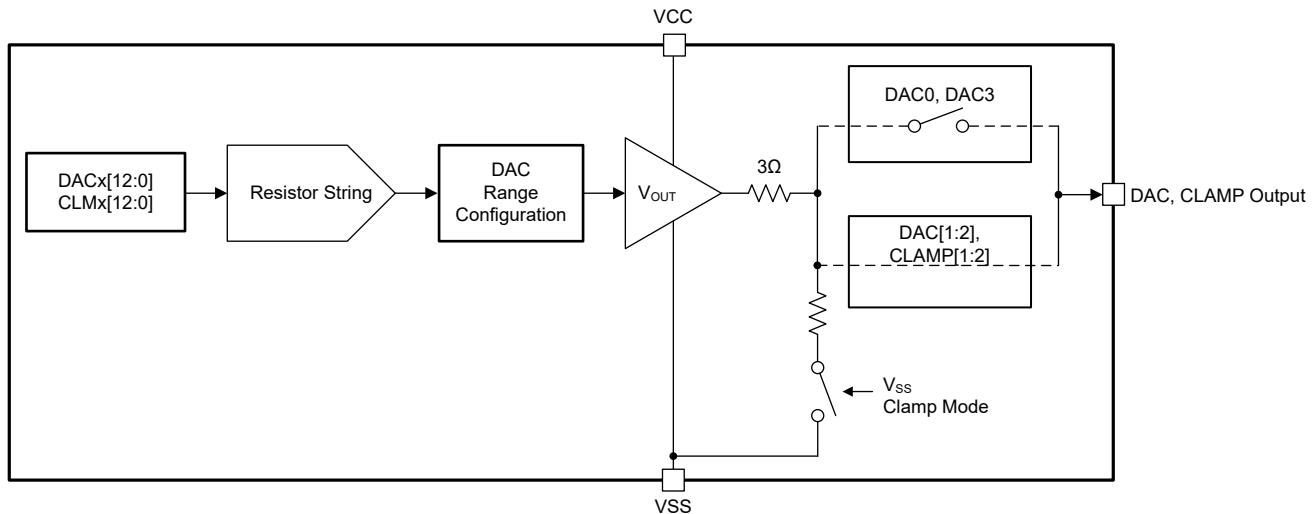 VCC
DAC0, DAC3
DACx[12:0]
CLMx[12:0]
Resistor String
DAC
Range
Configuration
VOUT
3Ω
DAC, CLAMP Output
DAC[1:2],
CLAMP[1:2]
VSS
Clamp Mode
VSS